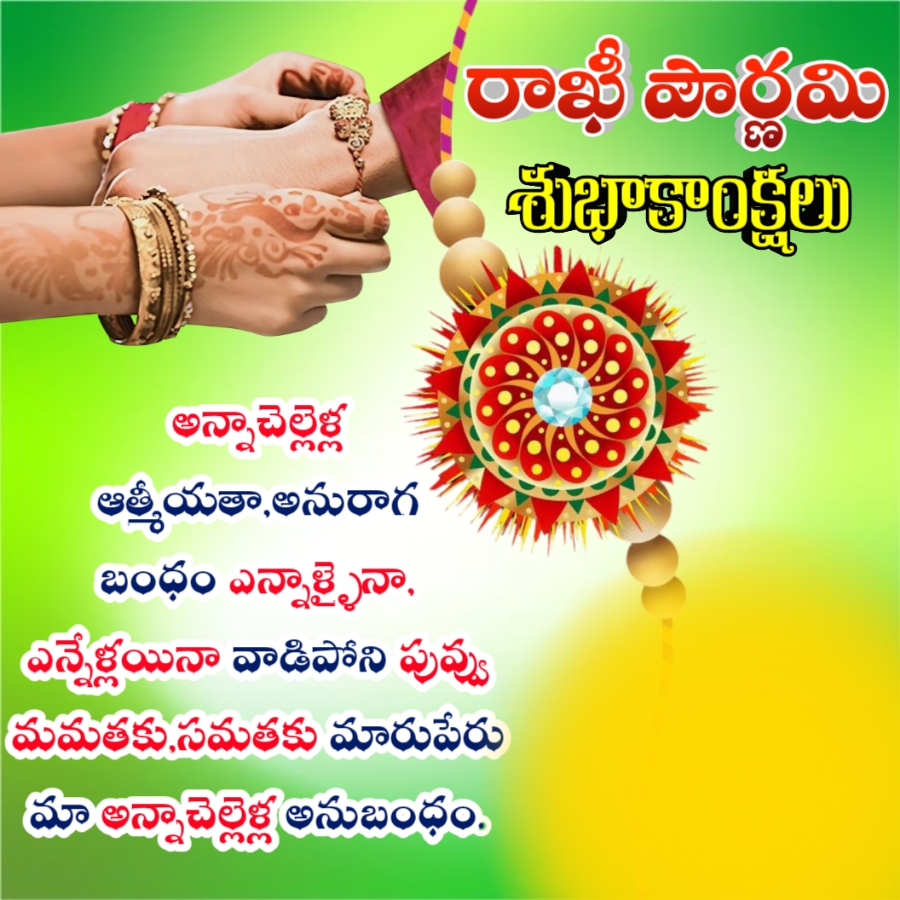 రాఖీ పౌర్ణమి
శుభాకాంక్షలు
అన్నాచెల్లెళ్ల
ఆత్మీయతా,అనురాగ
బంధం ఎన్నాళ్ళైనా,
ఎన్నేళ్లయినా వాడిపోని పువ్వు
మమతకు,సమతకు మారుపేరు
మా అన్నాచెల్లెళ్ల అనుబంధం.